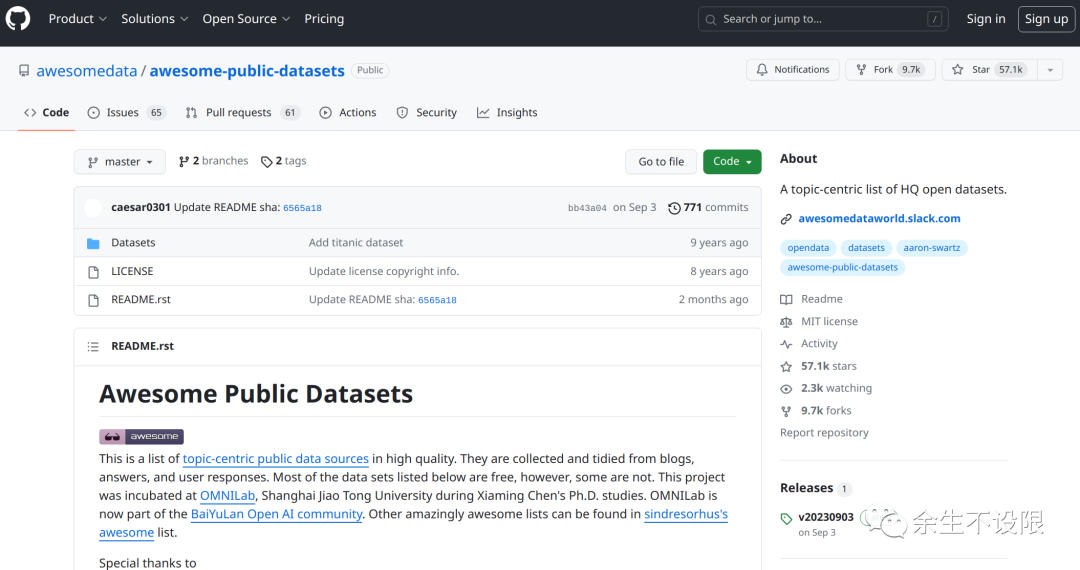 Product Solutions Open Source Pricing Search or jump to... / Sign in Sign up
awesomedata / awesome-public-datasets Public Notifications Fork 9.7k Star 57.1k
Code Issues 65 Pull requests 61 Actions Security Insights
master 2 branches 2 tags Go to file Code
caesar0301 Update README sha: 6565a18 bb43a04 on Sep 3 771 commits
Datasets Add titanic dataset 9 years ago
LICENSE Update license copyright info. 8 years ago
README.rst Update README sha: 6565a18 2 months ago
README.rst
Awesome Public Datasets
awesome
This is a list of topic-centric public data sources in high quality. They are collected and tidied from blogs,
answers, and user responses. Most of the data sets listed below are free, however, some are not. This project
was incubated at OMNILab, Shanghai Jiao Tong University during Xiaming Chen's Ph.D. studies. OMNILab is
now part of the BaiYuLan Open AI community. Other amazingly awesome lists can be found in sindresorhus's
awesome list.
Special thanks to
About
A topic-centric list of HQ open datasets.
awesomedataworld.slack.com
opendata datasets aaron-swartz
awesome-public-datasets
Readme
MIT license
Activity
57.1k stars
2.3k watching
9.7k forks
Report repository
Releases 1
v20230903
on Sep 3
余生不设限